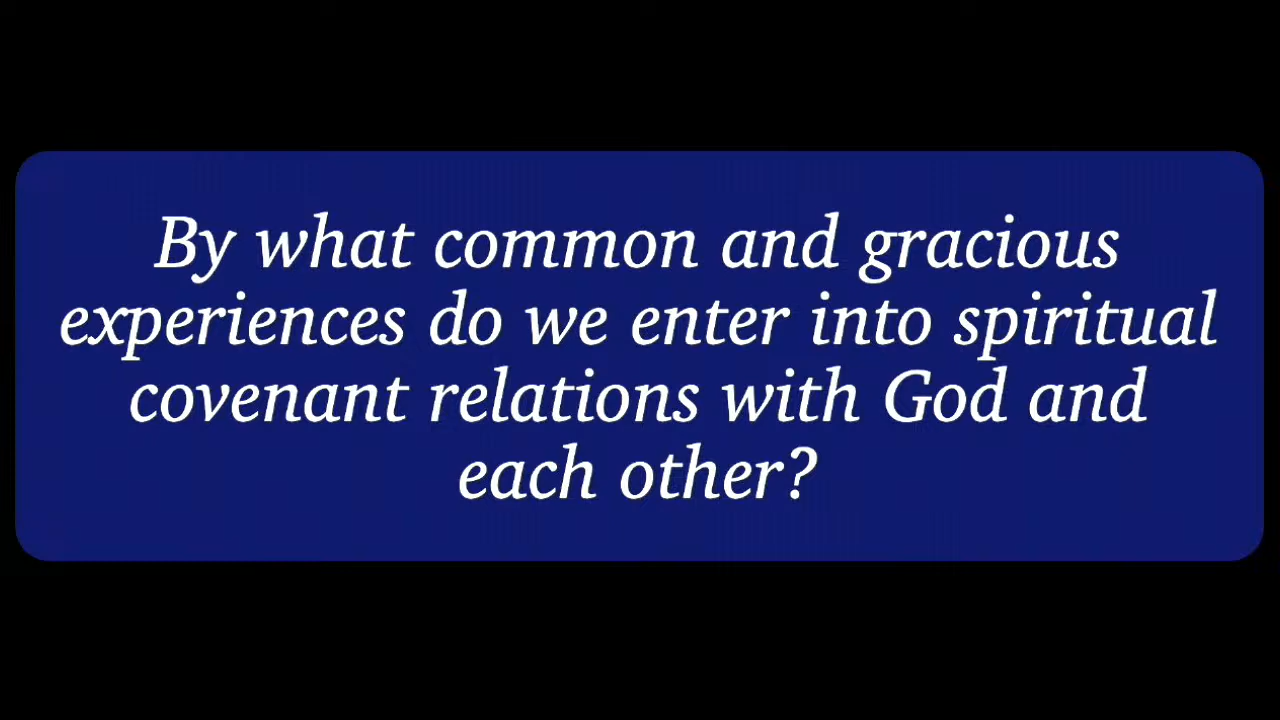 By what common and gracious
experiences do we enter into spiritual
covenant relations with God and
each other?